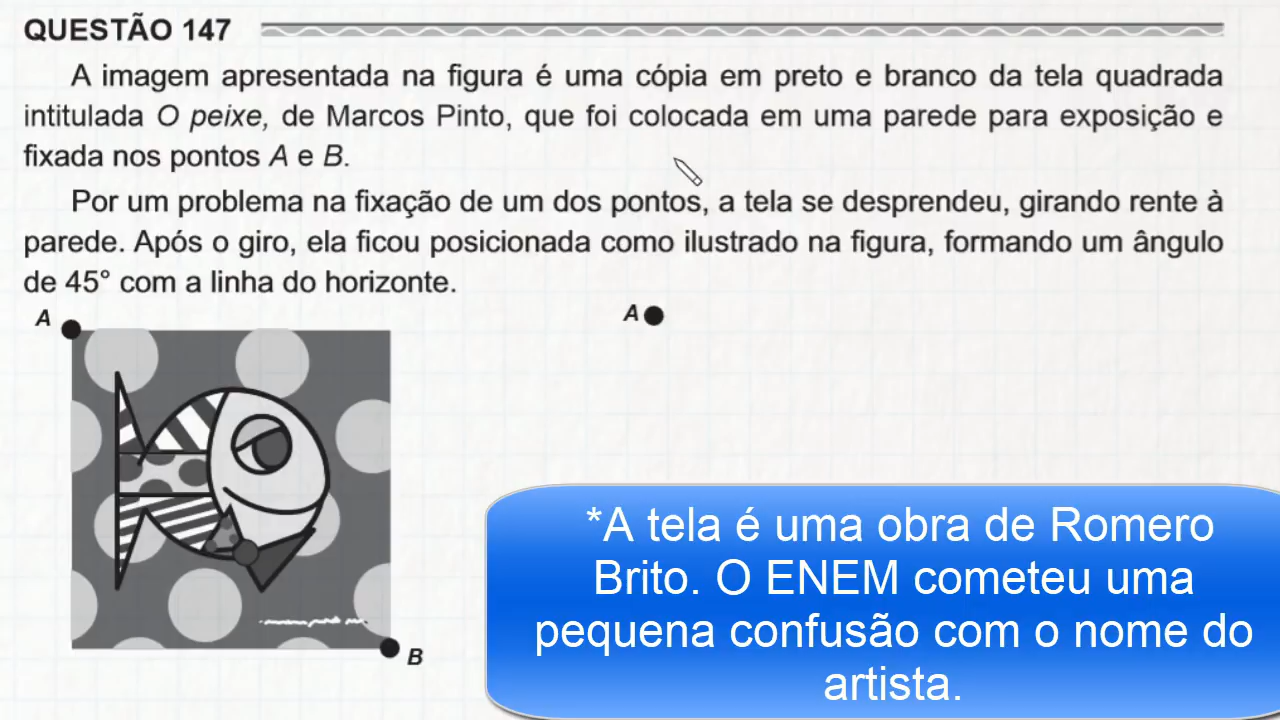 QUESTÃO 147
A imagem apresentada na figura é uma cópia em preto e branco da tela quadrada
intitulada O peixe, de Marcos Pinto, que foi colocada em uma parede para exposição e
fixada nos pontos A e B.
Por um problema na fixação de um dos pontos, a tela se desprendeu, girando rente à
parede. Após o giro, ela ficou posicionada como ilustrado na figura, formando um ângulo
de 45° com a linha do horizonte.
A
A
B
*A tela é uma obra de Romero
Brito. O ENEM cometeu uma
pequena confusão com o nome do
artista.